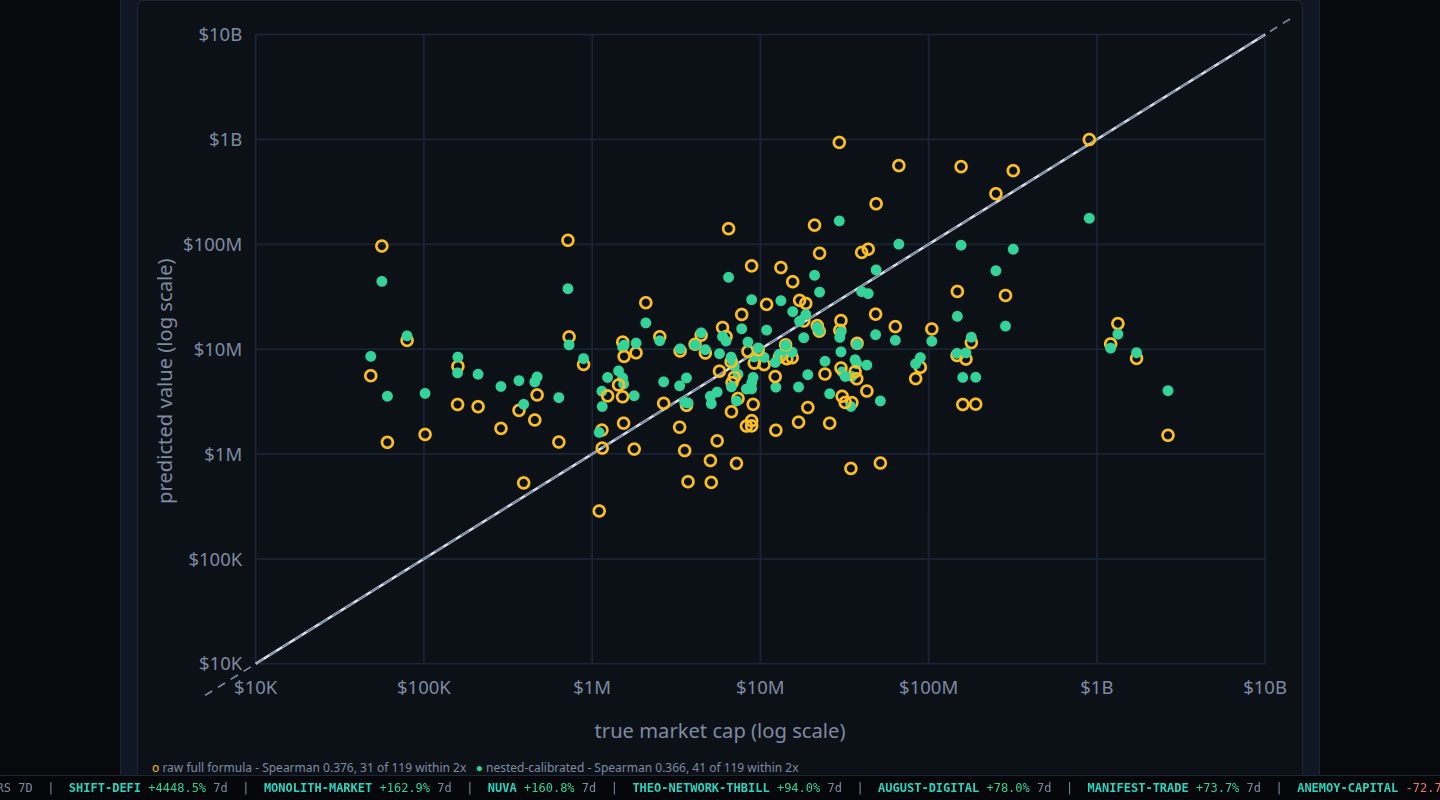 $10B
$1B
$100M
$10M
$1M
$100K
$10K
predicted value (log scale)
$10K $100K $1M $10M $100M $1B $10B
true market cap (log scale)
o raw full formula - Spearman 0.376, 31 of 119 within 2x ● nested-calibrated - Spearman 0.366, 41 of 119 within 2x
RS 7D | SHIFT-DEFI +4448.5% 7d | MONOLITH-MARKET +162.9% 7d | NUVA +160.8% 7d | THEO-NETWORK-THBILL +94.0% 7d | AUGUST-DIGITAL +78.0% 7d | MANIFEST-TRADE +73.7% 7d | ANEMOY-CAPITAL -72.7